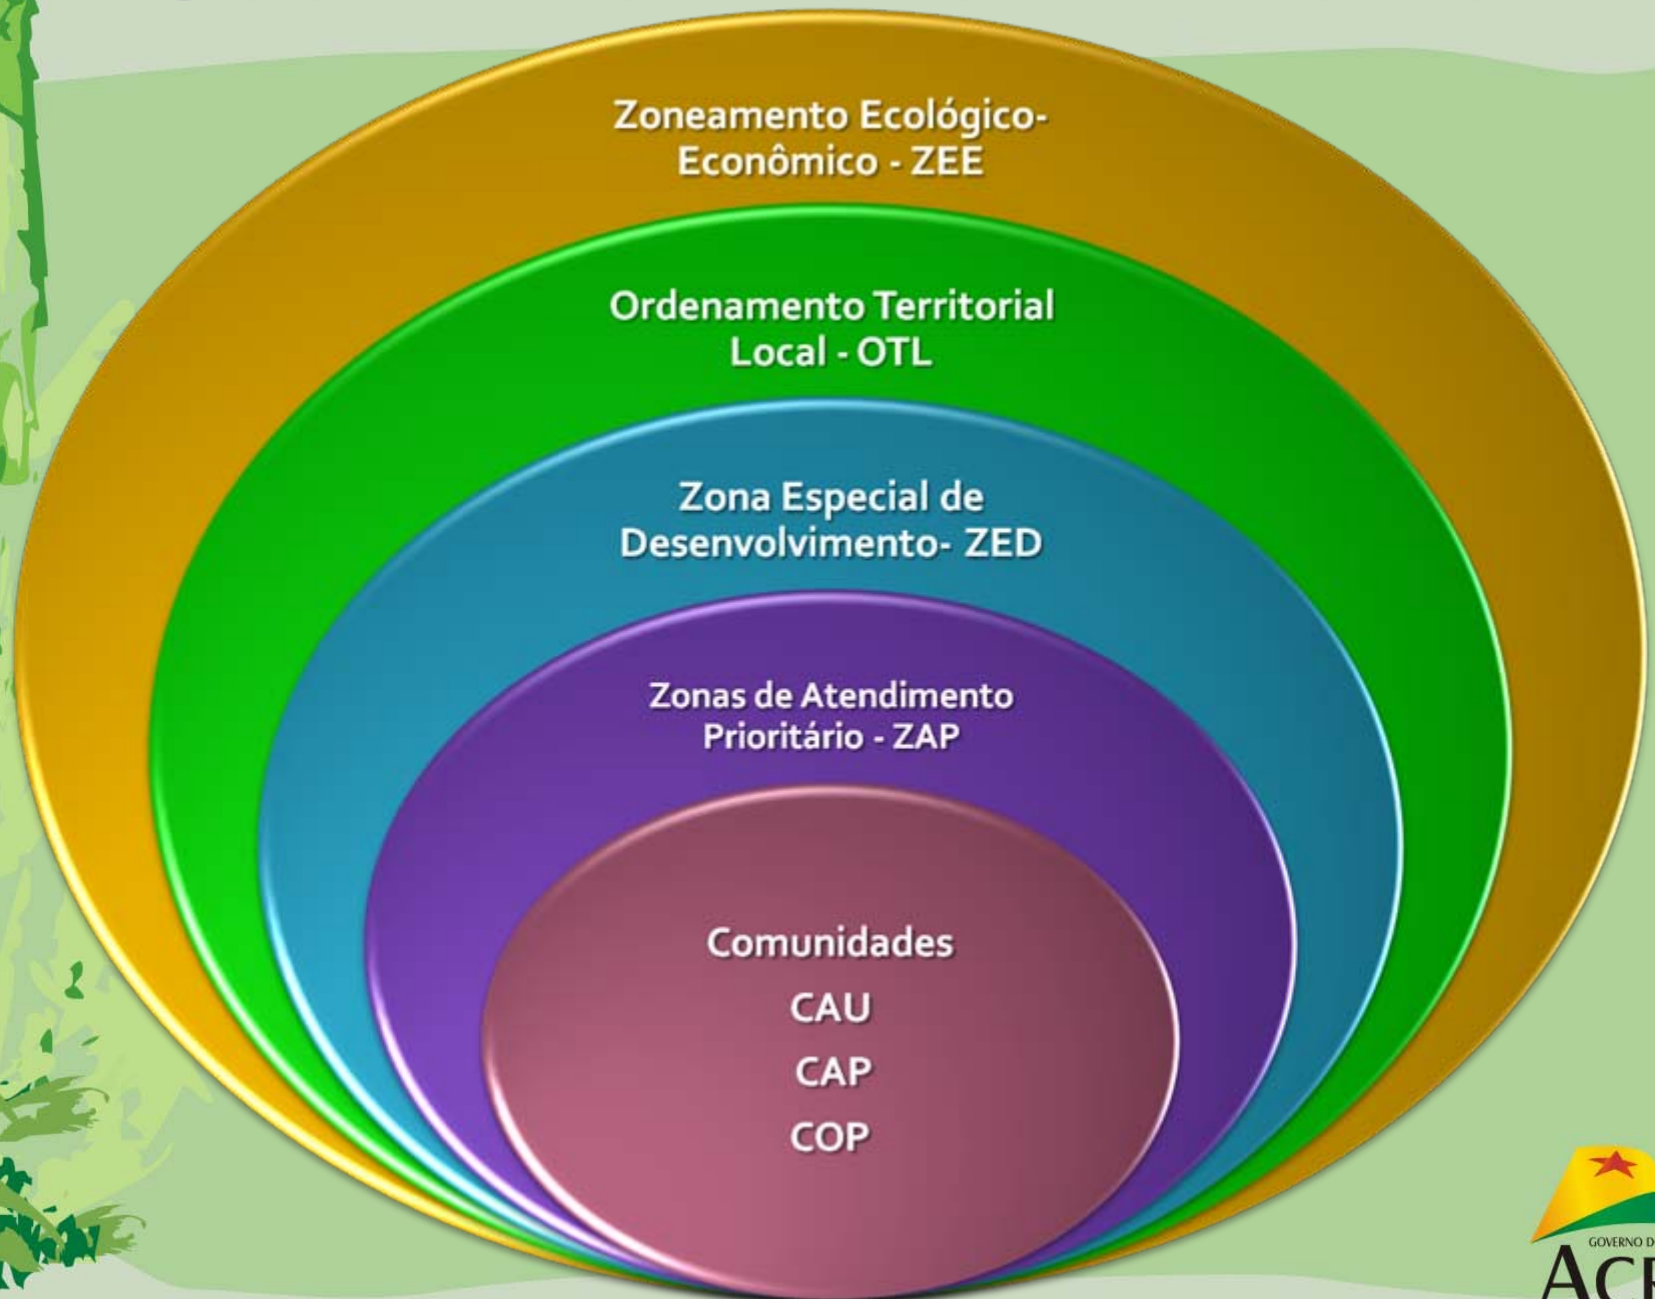 Zoneamento Ecológico-
Econômico - ZEE
Ordenamento Territorial
Local - OTL
Zona Especial de
Desenvolvimento- ZED
Zonas de Atendimento
Prioritário - ZAP
Comunidades
CAU
CAP
COP
GOVERNO D
ACR